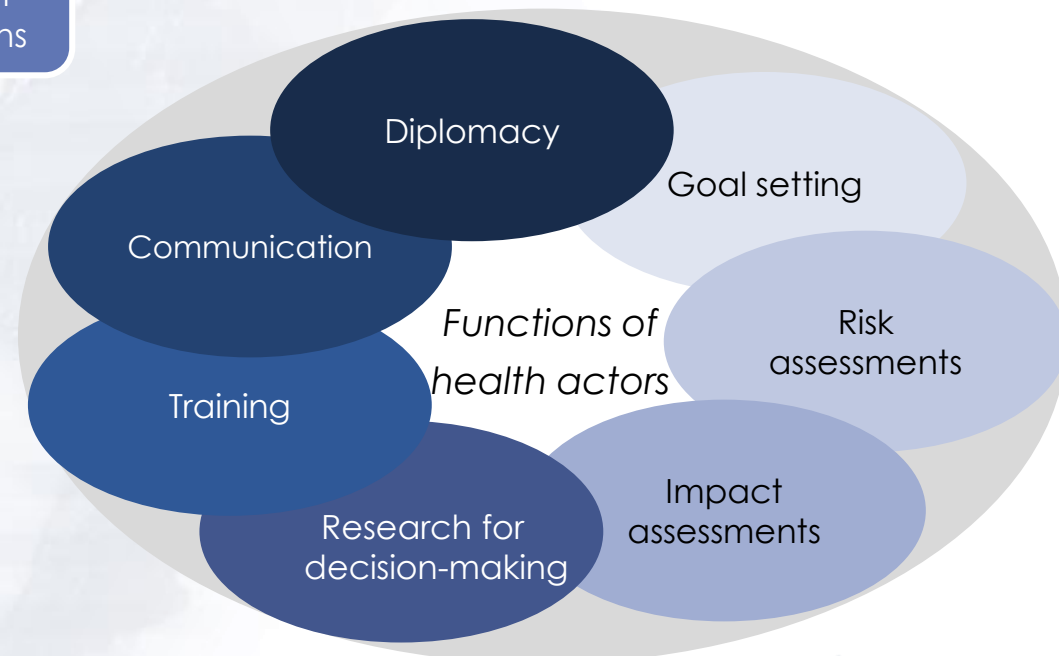 ns
Diplomacy
Goal setting
Communication
Functions of
health actors
Risk
assessments
Training
Impact
assessments
Research for
decision-making